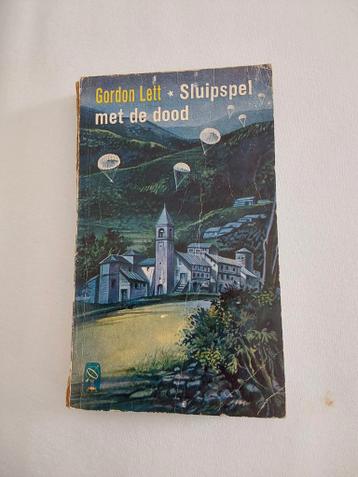 Gordon Lett * Sluipspel
met de dood